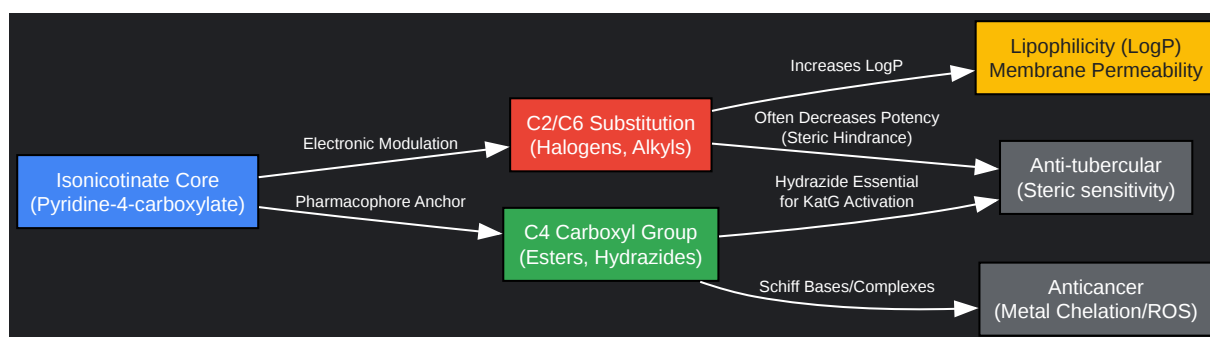 Isonicotinate Core
(Pyridine-4-carboxylate)
Electronic Modulation
Pharmacophore Anchor
C2/C6 Substitution
(Halogens, Alkyls)
C4 Carboxyl Group
(Esters, Hydrazides)
Increases LogP
Often Decreases Potency
(Steric Hindrance)
Hydrazide Essential
for KatG Activation
Schiff Bases/Complexes
Lipophilicity (LogP)
Membrane Permeability
Anti-tubercular
(Steric sensitivity)
Anticancer
(Metal Chelation/ROS)